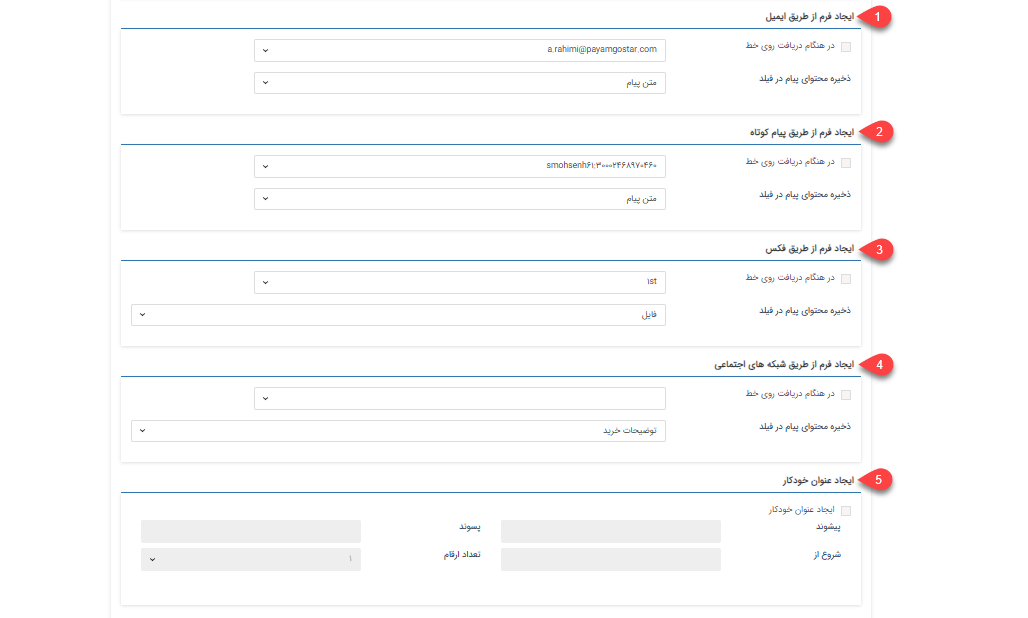 ایجاد فرم از طریق ایمیل
1
در هنگام دریافت روی خط
a.rahimi@payamgostar.com
ذخیره محتوای پیام در فیلد
متن پیام
ایجاد فرم از طریق پیام کوتاه
2
در هنگام دریافت روی خط
smohsenh۶۱;۳۰۰۰۲۴۶۸۹۷۰۴۶۰
ذخیره محتوای پیام در فیلد
متن پیام
ایجاد فرم از طریق فکس
3
در هنگام دریافت روی خط
۱st
ذخیره محتوای پیام در فیلد
فایل
ایجاد فرم از طریق شبکه های اجتماعی
4
در هنگام دریافت روی خط
ذخیره محتوای پیام در فیلد
توضیحات خرید
ایجاد عنوان خودکار
5
ایجاد عنوان خودکار
پیشوند
پسوند
شروع از
تعداد ارقام
۱